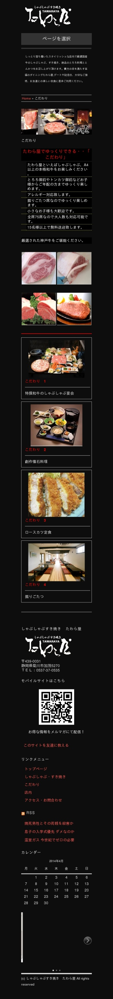 しゃぶしゃぶすき焼き
TAWARAYA
たわら屋
ページを選択
しっとり落ち着いたスタイリッシュな店内で厳選国産
牛のしゃぶしゃぶ、すき焼き、絶品のとろろ料理とと
んかつをお召し上がり頂けます。貴方の舌を満たす至
福のダイニングたわら屋,デートや記念日、大切なご接
待、お友達との楽しい会食に是非ご利用ください。
Home » こだわり
たわら屋
こだわり
たわら屋でゆっくりできる・・「
こだわり」
たわら屋といえばしゃぶしゃぶ、A4
以上の本格和牛をお楽しみください
。
とろろ御前やトンカツ御前などお子
様からご年配の方までゆっくり楽し
めます。
アレルギー対応致します。
掘りごたつ席なのでゆっくり楽しめ
ます。
小さなお子様も大歓迎です。
全席75席なので大人数も対応可能で
す。
15名様以上で無料送迎致します。
厳選された神戸牛をご堪能ください。
こだわり 1
特撰和牛のしゃぶしゃぶ宴会
こだわり 2
創作懐石料理
こだわり 3
ロースカツ定食
こだわり 4
掘りごたつ
しゃぶしゃぶすき焼き たわら屋
しゃぶしゃぶすき焼き
TAWARAYA
たわら屋
〒439-0031
静岡県菊川市加茂5270
ＴＥＬ：0537-37-0535
モバイルサイトはこちら
お得な情報をメルマガにて配信！
このサイトを友達に教える
リンクメニュー
トップページ
しゃぶしゃぶ・すき焼き
こだわり
店内
アクセス・お問合わせ
RSS
焼死男性とその両親を殺害か
息子の入学式優先 ダメなのか
温室ガス 今世紀でゼロの必要
カレンダー
2014年4月
月 火 水 木 金 土 日
1 2 3 4 5 6
7 8 9 10 11 12 13
14 15 16 17 18 19 20
21 22 23 24 25 26 27
28 29 30
(c) しゃぶしゃぶすき焼き たわら屋 All rights
reserved